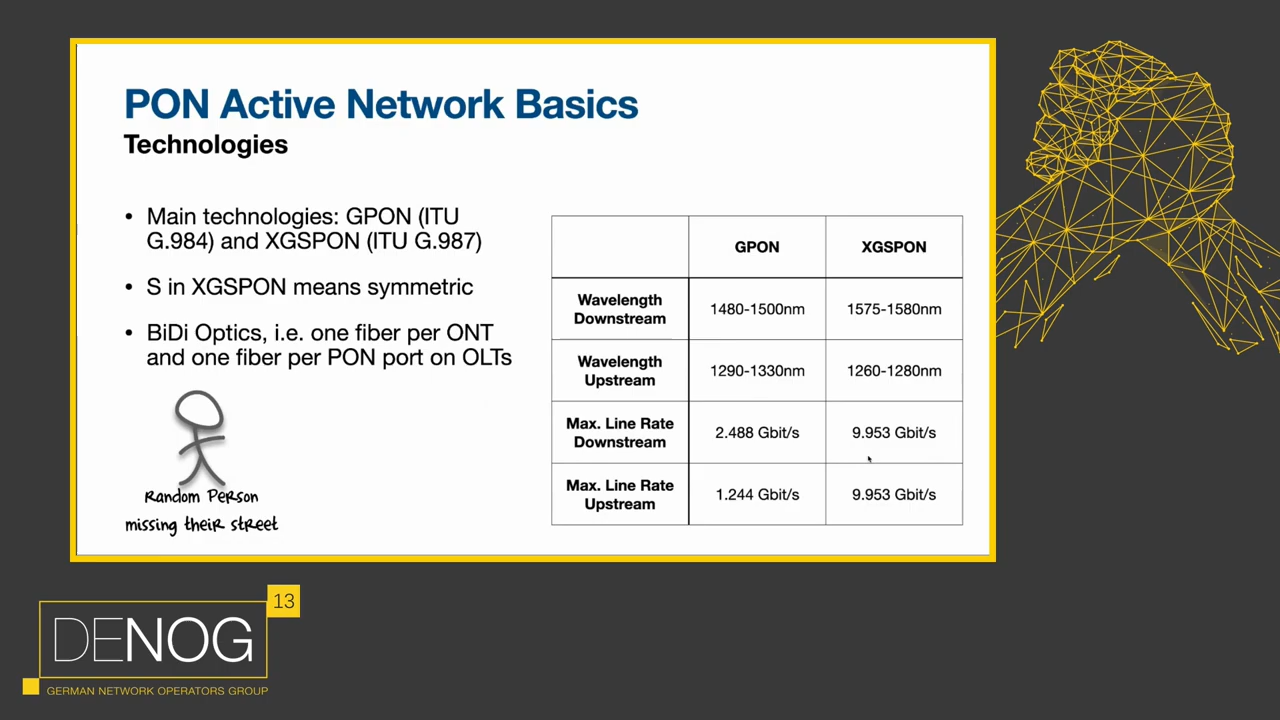 PON Active Network Basics
Technologies
• Main technologies: GPON (ITU
G.984) and XGSPON (ITU G.987)
• S in XGSPON means symmetric
• BiDi Optics, i.e. one fiber per ONT
and one fiber per PON port on OLTs
Random Person
missing their street
GPON XGSPON
Wavelength
Downstream
1480-1500nm 1575-1580nm
Wavelength
Upstream
1290-1330nm 1260-1280nm
Max. Line Rate
Downstream
2.488 Gbit/s 9.953 Gbit/s
Max. Line Rate
Upstream
1.244 Gbit/s 9.953 Gbit/s
13
DENOG
GERMAN NETWORK OPERATORS GROUP